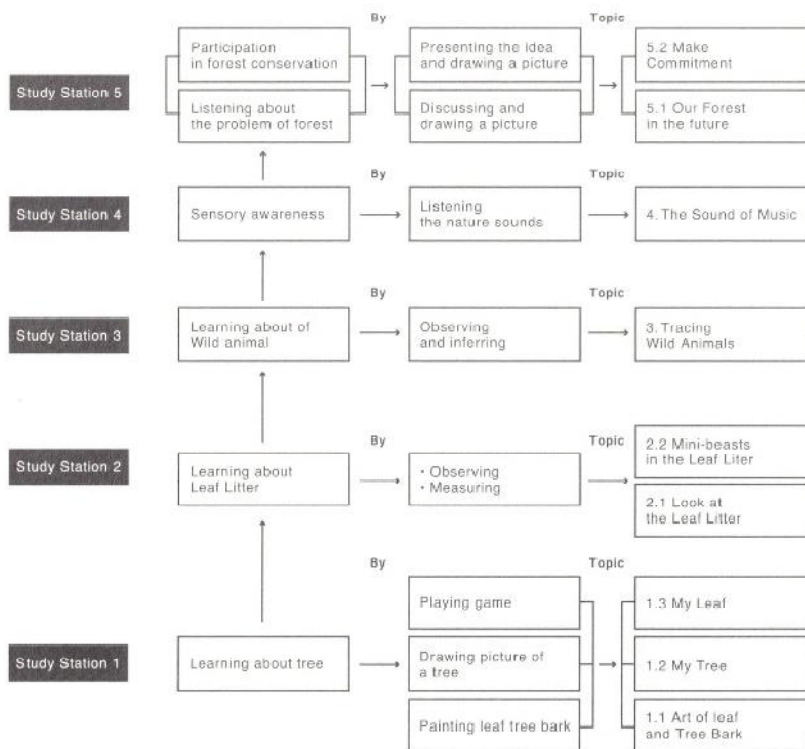 By
Topic
Study Station 5
Participation
in forest conservation
Presenting the idea
and drawing a picture
5.2 Make
Commitment
Listening about
the problem of forest
Discussing and
drawing a picture
5.1 Our Forest
in the future
By
Topic
Study Station 4
Sensory awareness
Listening
the nature sounds
4. The Sound of Music
By
Topic
Study Station 3
Learning about of
Wild animal
Observing
and inferring
3. Tracing
Wild Animals
By
Topic
Study Station 2
Learning about
Leaf Litter
• Observing
• Measuring
2.2 Mini-beasts
in the Leaf Liter
2.1 Look at
the Leaf Litter
By
Topic
Study Station 1
Learning about tree
Playing game
1.3 My Leaf
Drawing picture of
a tree
1.2 My Tree
Painting leaf tree bark
1.1 Art of leaf
and Tree Bark